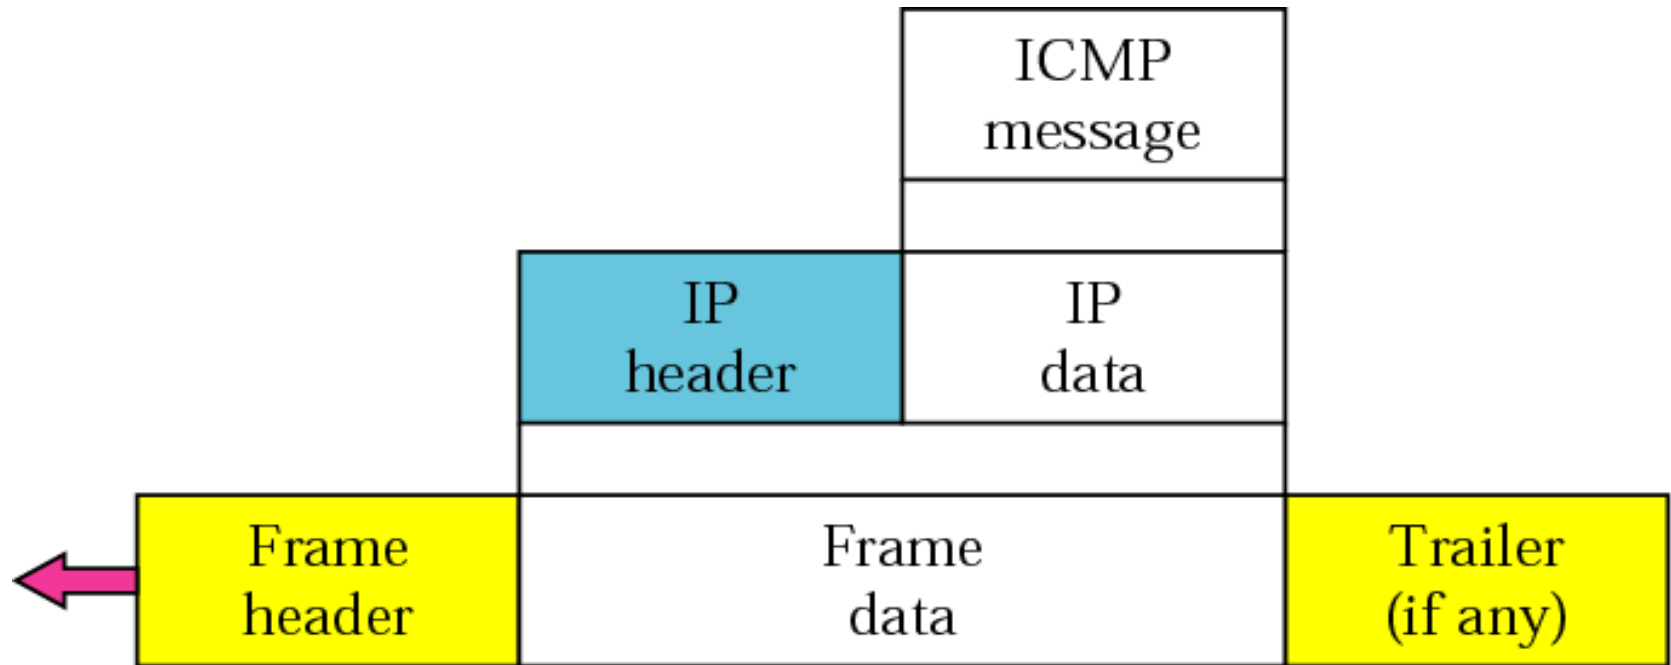 ICMP
message
IP
header
IP
data
Frame
header
Frame
data
Trailer
(if any)